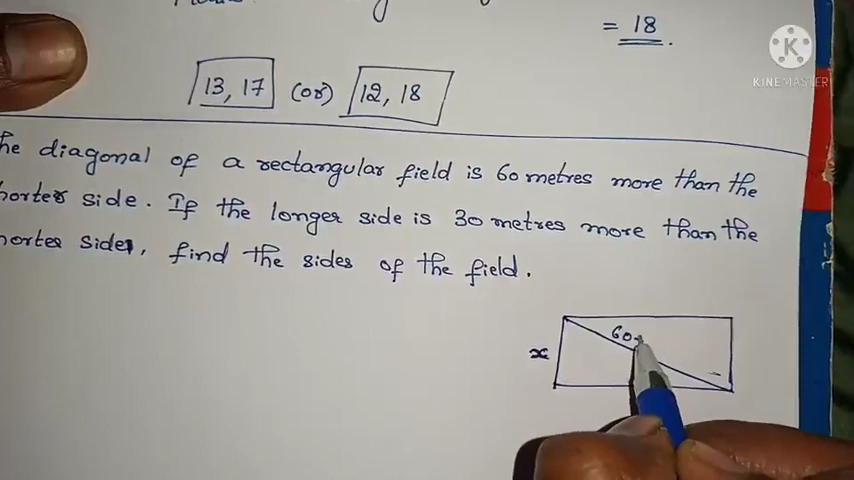 = 18
K
KINEMASTER
13, 17 (or) 12, 18
he diagonal of a rectangular field is 60 metres more than the
horter side. If the longer side is 30 metres more than the
horter side, find the sides of the field.
60
x